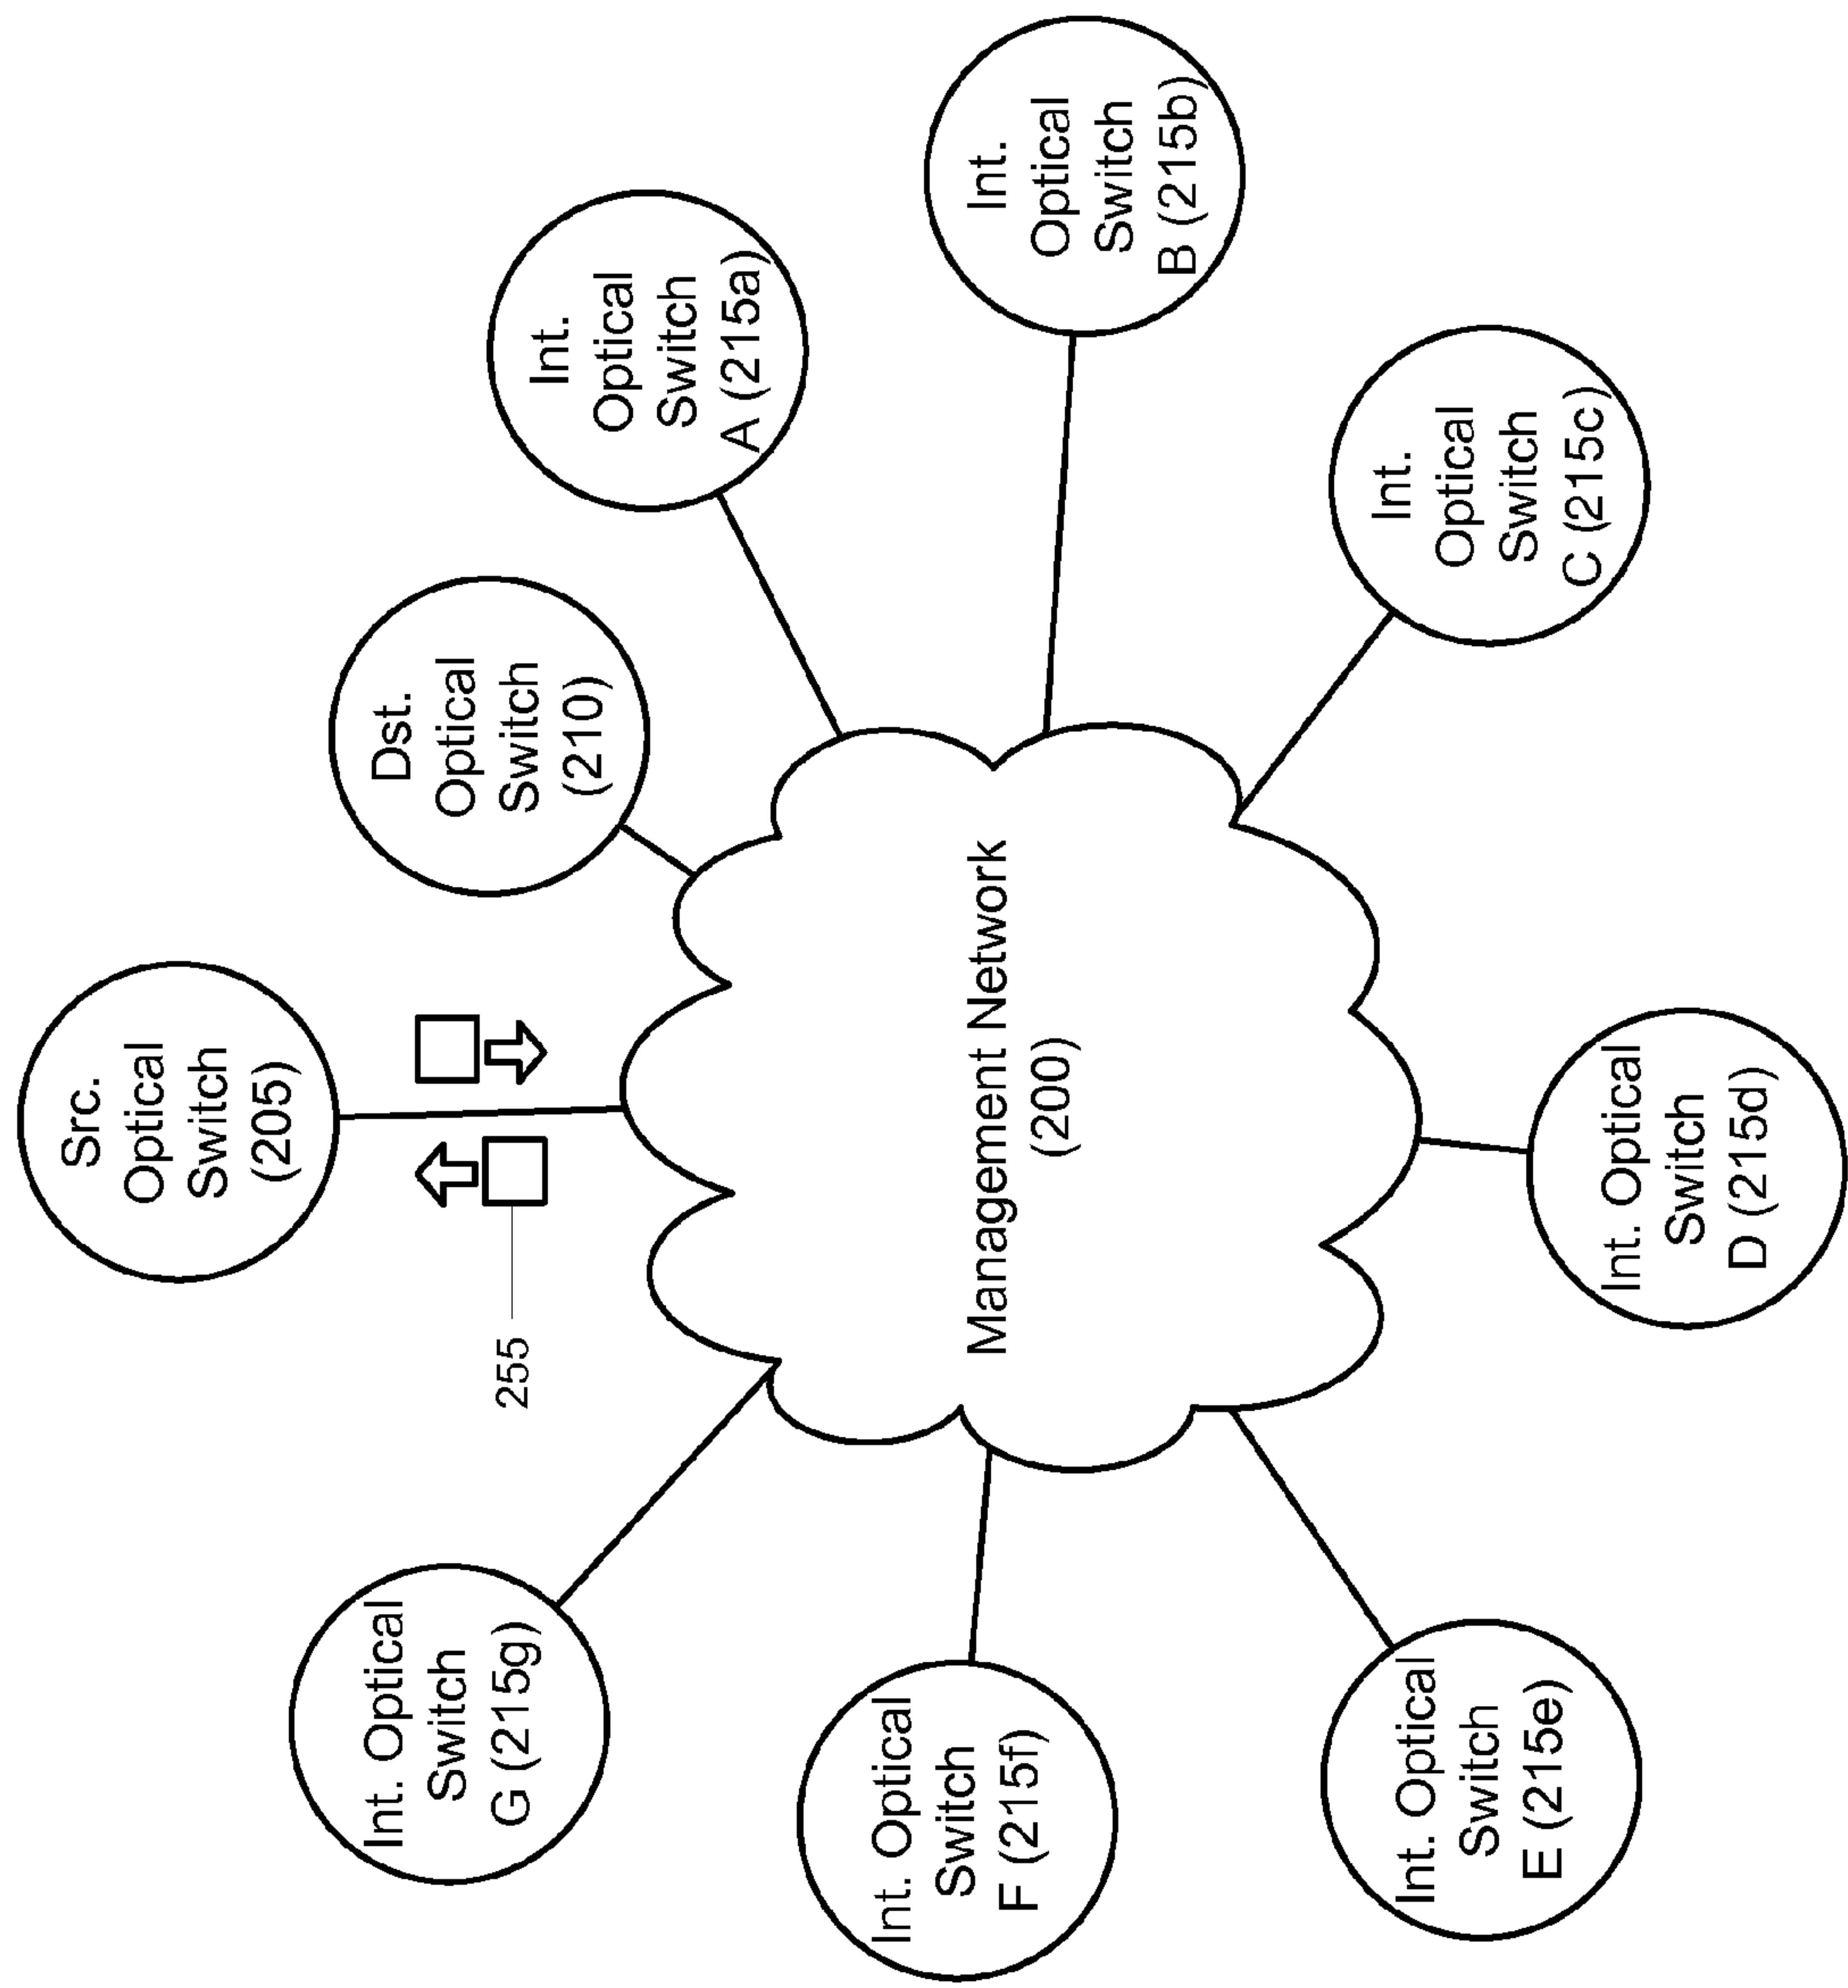 Src.
Optical
Switch
(205)
Dst.
Optical
Switch
(210)
Int.
Optical
Switch
A (215a)
Int.
Optical
Switch
B (215b)
Int.
Optical
Switch
C (215c)
Int. Optical
Switch
D (215d)
Int. Optical
Switch
E (215e)
Int. Optical
Switch
F (215f)
Int. Optical
Switch
G (215g)
255
Management Network
(200)